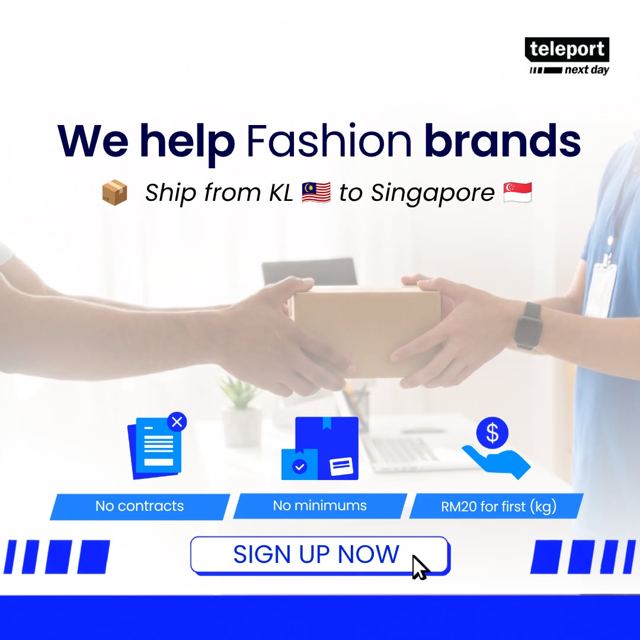 teleport
next day
We help Fashion brands
📦 Ship from KL 🇲🇾 to Singapore 🇸🇬
$
No contracts
No minimums
RM20 for first (kg)
SIGN UP NOW